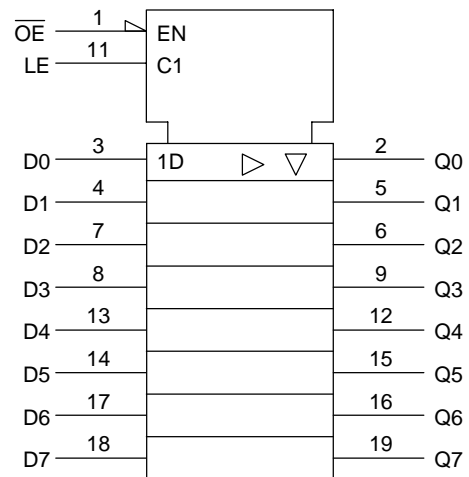 O̅E̅ 1 EN
LE 11 C1
D0 3 1D 2 Q0
D1 4 5 Q1
D2 7 6 Q2
D3 8 9 Q3
D4 13 12 Q4
D5 14 15 Q5
D6 17 16 Q6
D7 18 19 Q7